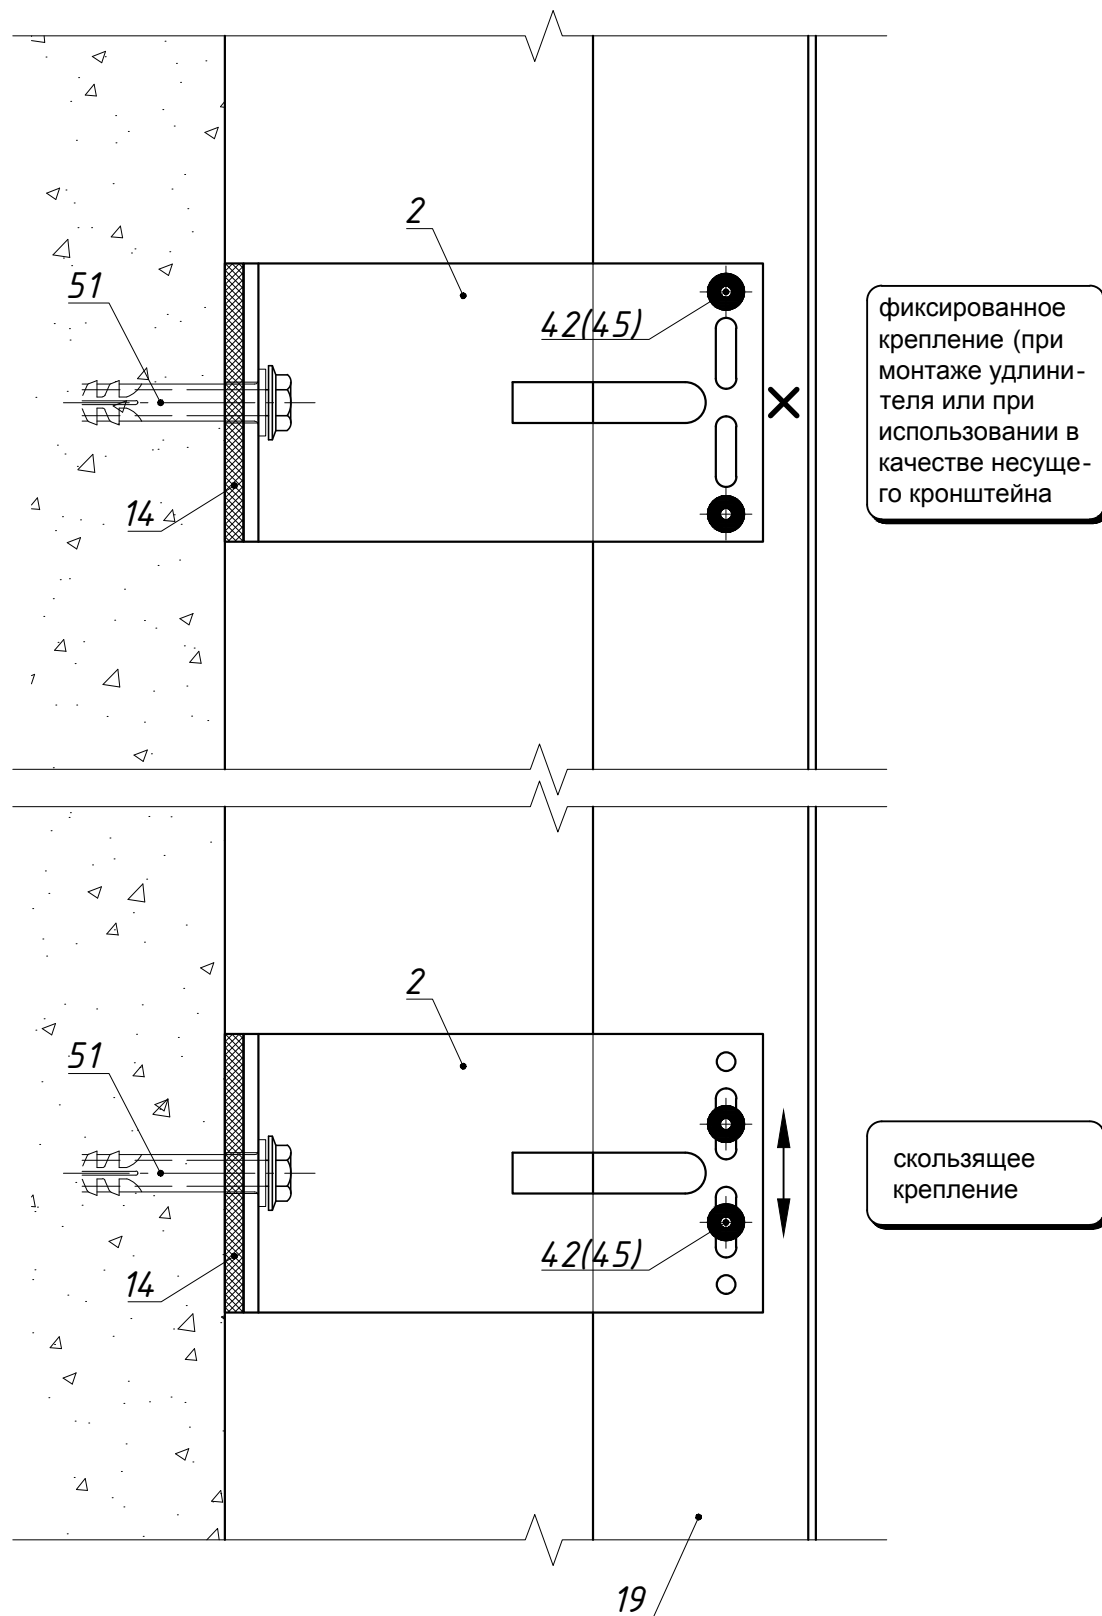 2
51
42(45)
14
фиксированное
крепление (при
монтаже удлини-
теля или при
использовании в
качестве несуще-
го кронштейна
2
51
42(45)
14
скользящее
крепление
19